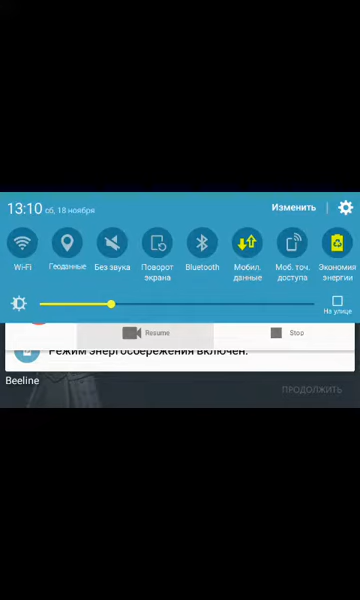 13:10 сб, 18 ноября
Изменить
Wi-Fi
Геоданные
Без звука
Поворот экрана
Bluetooth
Мобил. данные
Моб. точ. доступа
Экономия энергии
На улице
Resume
Stop
Режим энергосбережения включен.
Beeline
ПРОДОЛЖИТЬ